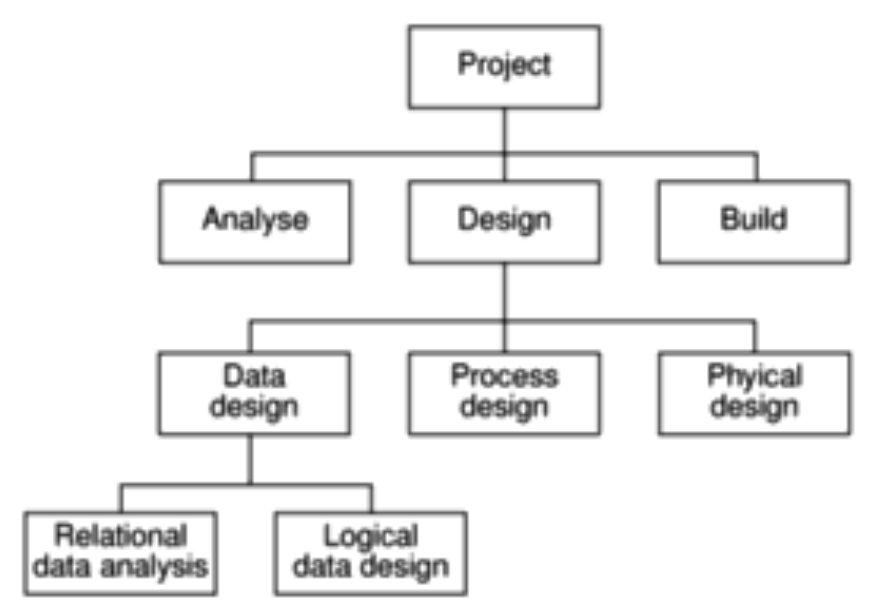 Project
Analyse
Design
Build
Data
design
Process
design
Phyical
design
Relational
data analysis
Logical
data design